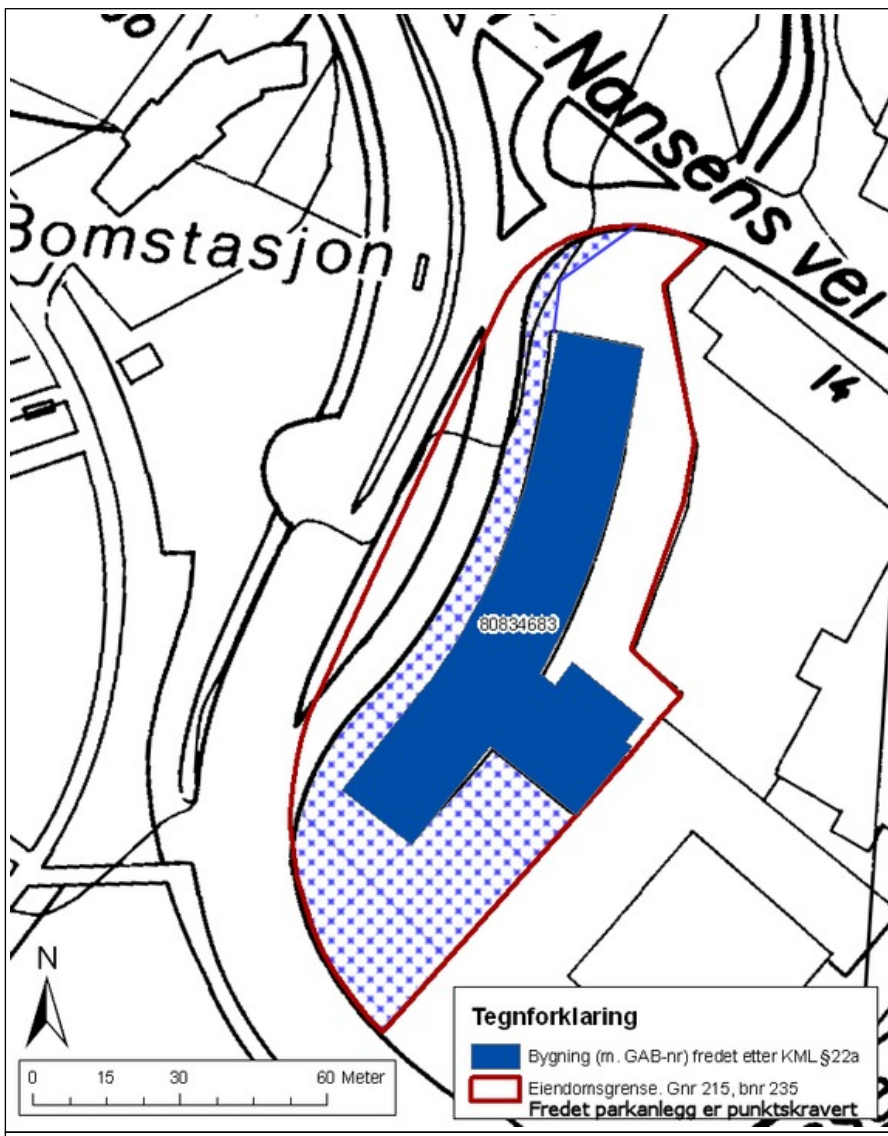 -Nansens vei
Bomstasjon
14
80834683
N
0 15 30 60 Meter
Tegnforklaring
Bygning (m. GAB-nr) fredet etter KML §22a
Eiendomsgrense. Gnr 215, bnr 235
Fredet parkanlegg er punktskravert